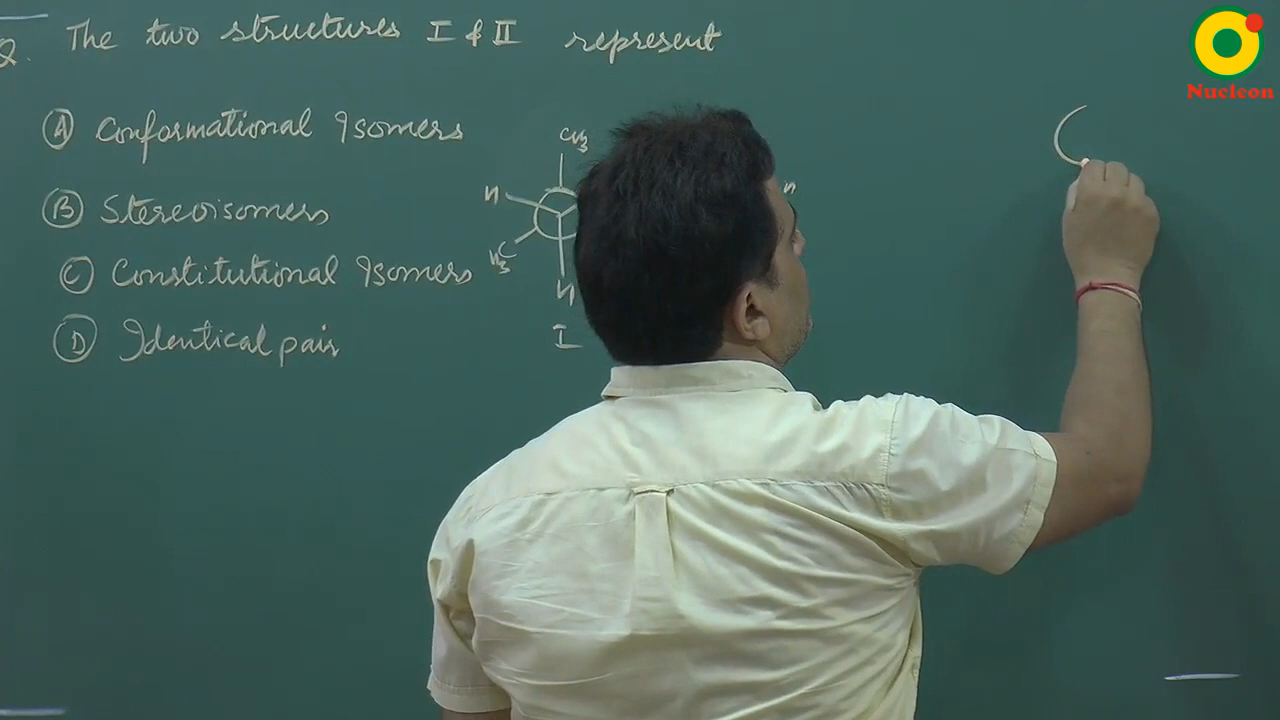 Q. The two structures I & II represent
Nucleon
A Conformational Isomers
CH3
H
H
B Stereoisomers
H3C
C Constitutional Isomers
H
D Identical pair
I